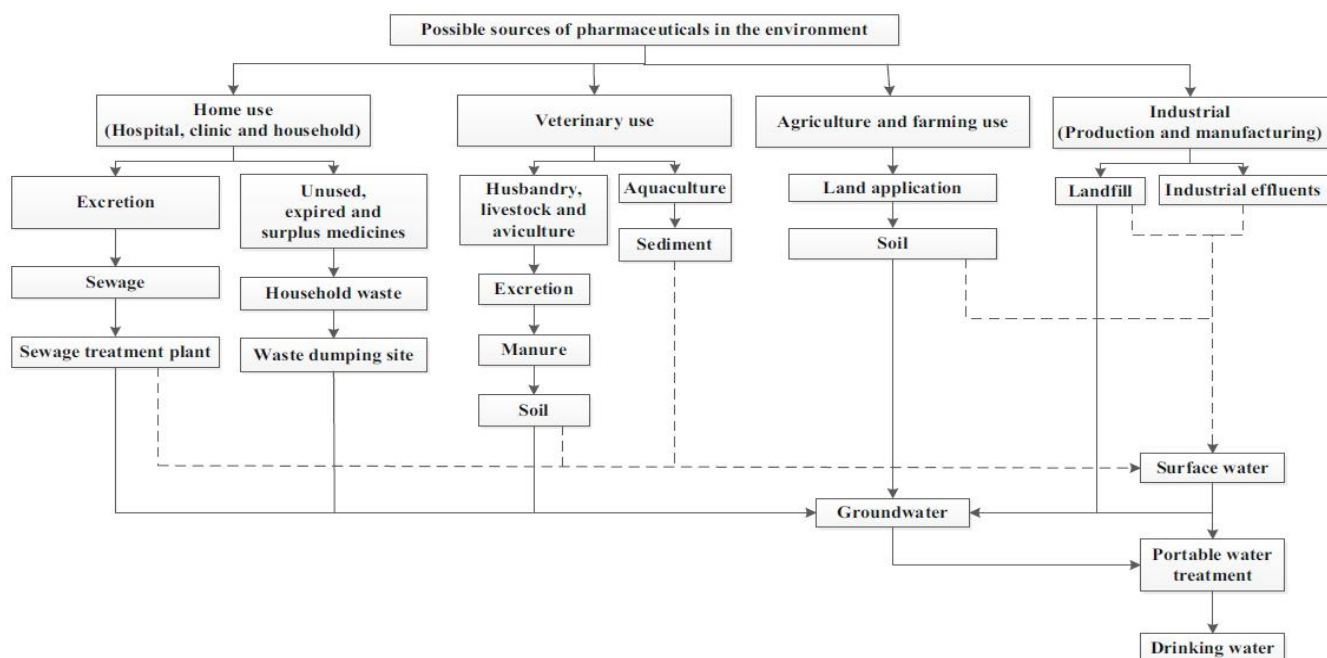 Possible sources of pharmaceuticals in the environment
Home use
(Hospital, clinic and household)
Veterinary use
Agriculture and farming use
Industrial
(Production and manufacturing)
Excretion
Unused,
expired and
surplus medicines
Husbandry,
livestock and
aviculture
Aquaculture
Land application
Landfill
Industrial effluents
Sediment
Soil
Sewage
Household waste
Excretion
Sewage treatment plant
Waste dumping site
Manure
Soil
Surface water
Groundwater
Portable water
treatment
Drinking water